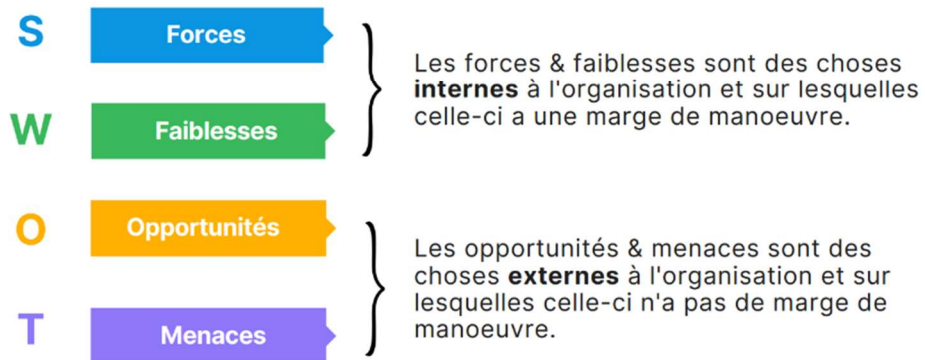 S
Forces
Les forces & faiblesses sont des choses
internes à l'organisation et sur lesquelles
celle-ci a une marge de manoeuvre.
W
Faiblesses
O
Opportunités
Les opportunités & menaces sont des
choses externes à l'organisation et sur
lesquelles celle-ci n'a pas de marge de
manoeuvre.
T
Menaces